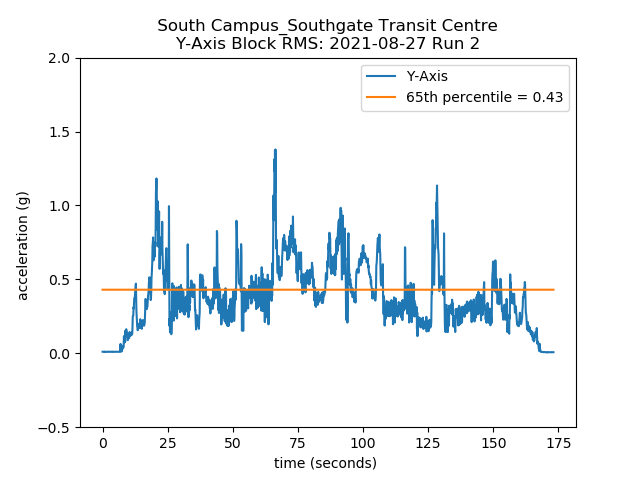 South Campus_Southgate Transit Centre
Y-Axis Block RMS: 2021-08-27 Run 2
2.0
1.5
1.0
0.5
0.0
−0.5
acceleration (g)
Y-Axis
65th percentile = 0.43
0 25 50 75 100 125 150 175
time (seconds)